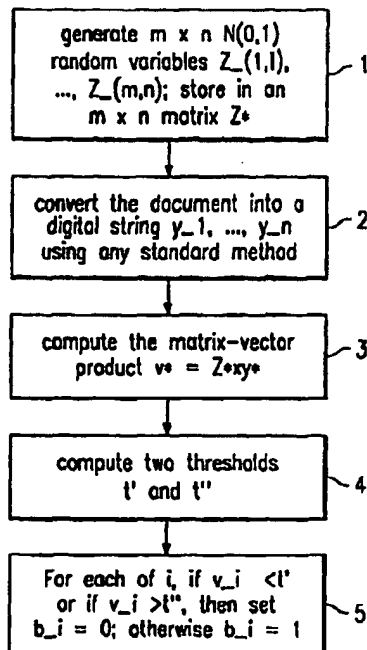 generate m x n N(0,1)
random variables Z_(1,1),
..., Z_(m,n); store in an
m x n matrix Z*
1
convert the document into a
digital string y_1, ..., y_n
using any standard method
2
compute the matrix-vector
product v* = Z*xy*
3
compute two thresholds
t' and t''
4
For each of i, if v_i <t'
or if v_i >t'', then set
b_i = 0; otherwise b_i = 1
5